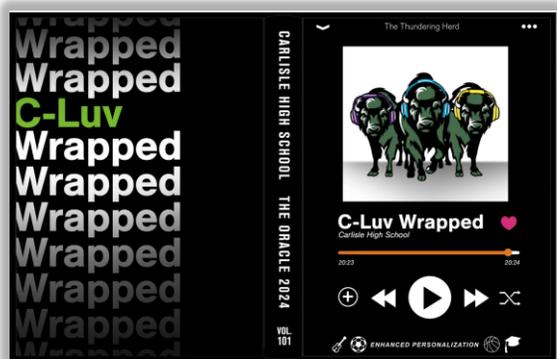 Wrapped
Wrapped
Wrapped
C-Luv
Wrapped
Wrapped
Wrapped
Wrapped
Wrapped
Wrapped
CARLISLE HIGH SCHOOL THE ORACLE 2024
VOL.
101
The Thundering Herd
C-Luv Wrapped
Carlisle High School
20:23 20:24
ENHANCED PERSONALIZATION